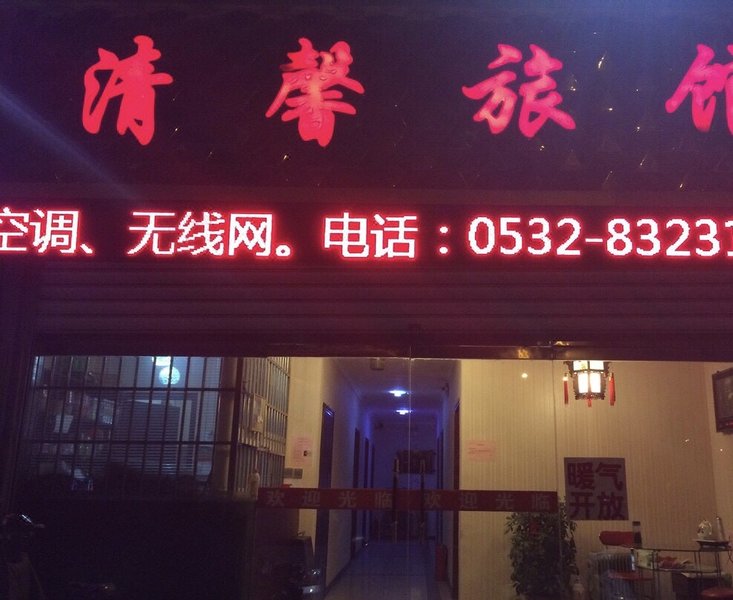 清馨旅馆
空调、无线网。电话：0532-83231
欢迎光临 欢迎光临
暖气
开放